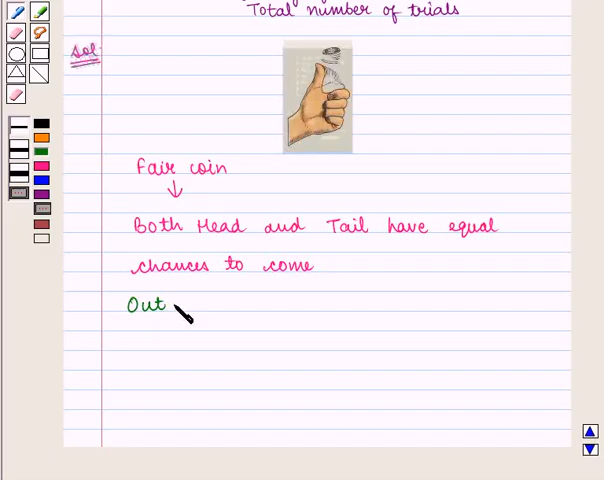 Total number of trials
Sol-
Fair coin
Both Head and Tail have equal
chances to come
Out